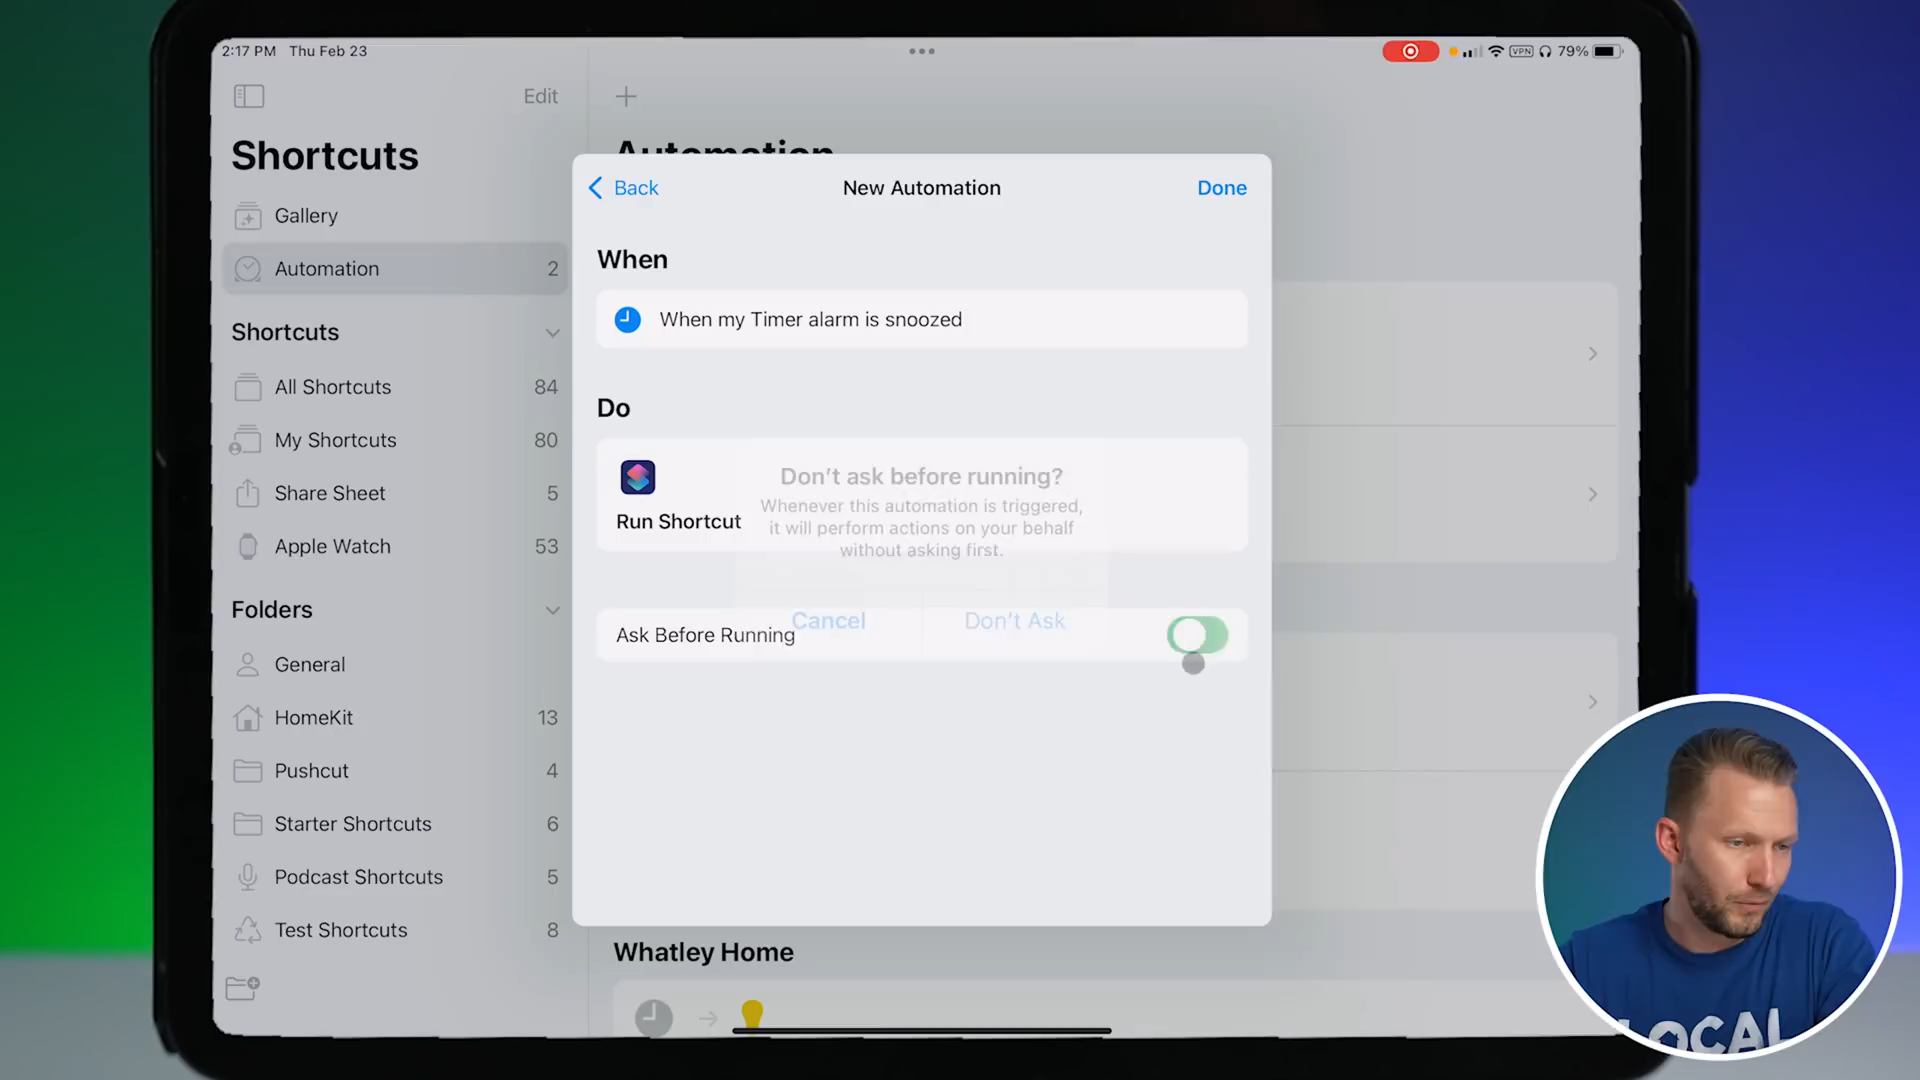 2:17 PM Thu Feb 23
VPN 79%
Edit
Shortcuts
Gallery
Automation 2
Shortcuts
All Shortcuts 84
My Shortcuts 80
Share Sheet 5
Apple Watch 53
Folders
General
HomeKit 13
Pushcut 4
Starter Shortcuts 6
Podcast Shortcuts 5
Test Shortcuts 8
Automation
Back
New Automation
Done
When
When my Timer alarm is snoozed
Do
Run Shortcut
Don't ask before running?
Whenever this automation is triggered,
it will perform actions on your behalf
without asking first.
Cancel
Don't Ask
Ask Before Running
Whatley Home
LOCAL